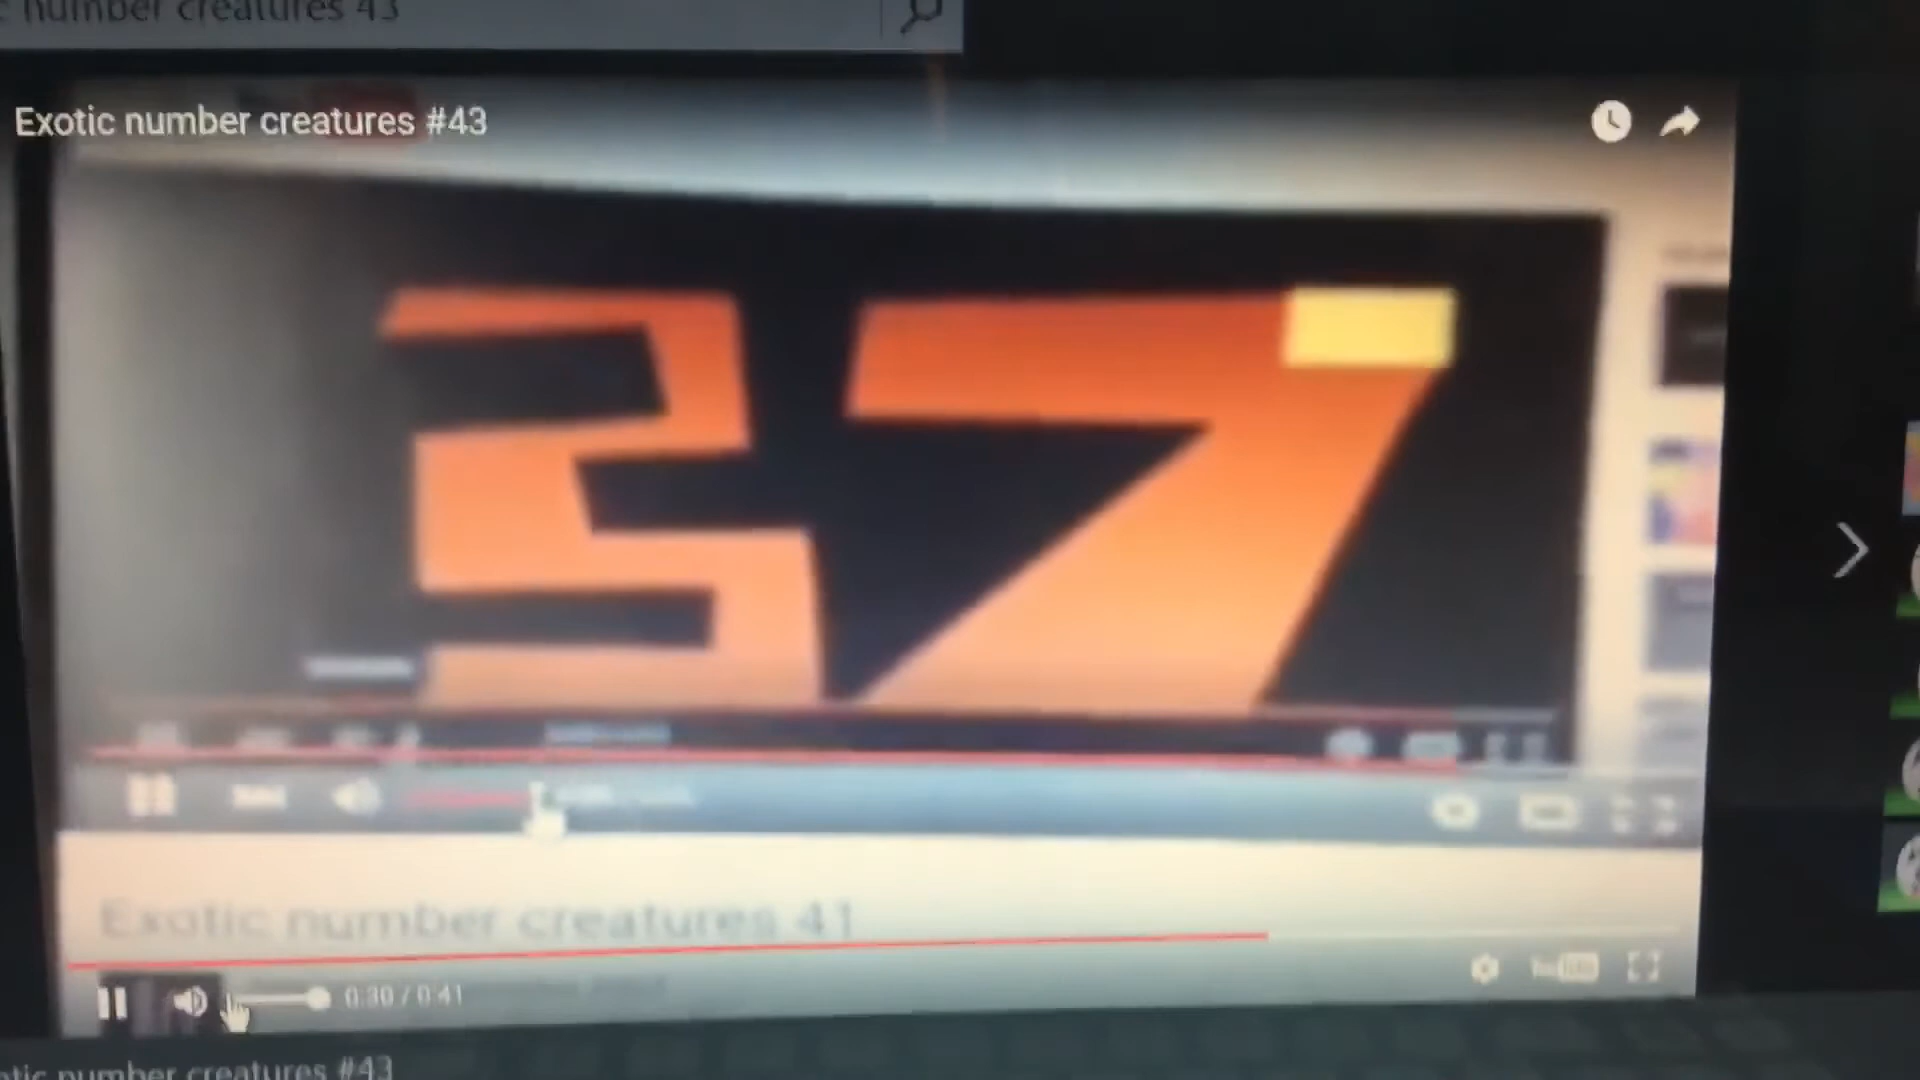 number creatures 43
Exotic number creatures #43
37
Exotic number creatures 41
0:30 / 0:41
number creatures #43